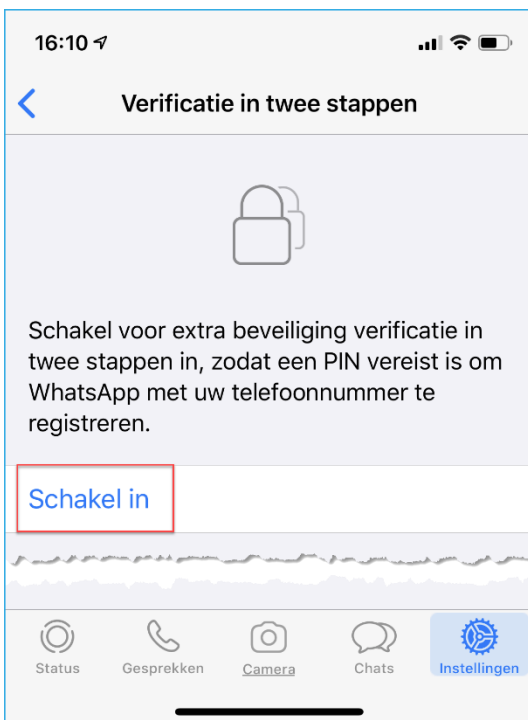 16:10
Verificatie in twee stappen
Schakel voor extra beveiliging verificatie in
twee stappen in, zodat een PIN vereist is om
WhatsApp met uw telefoonnummer te
registreren.
Schakel in
Status Gesprekken Camera Chats Instellingen